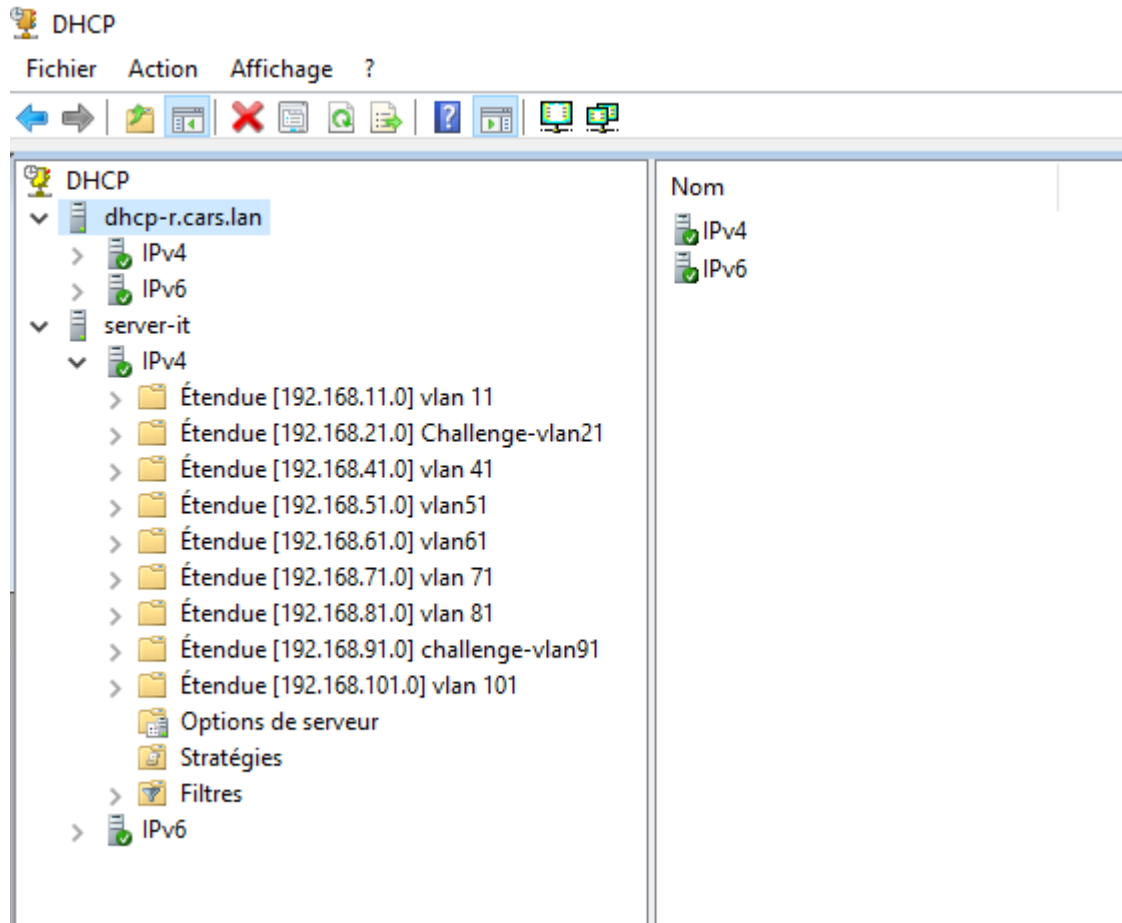 DHCP
Fichier Action Affichage ?
DHCP
dhcp-r.cars.lan
IPv4
IPv6
server-it
IPv4
Étendue [192.168.11.0] vlan 11
Étendue [192.168.21.0] Challenge-vlan21
Étendue [192.168.41.0] vlan 41
Étendue [192.168.51.0] vlan51
Étendue [192.168.61.0] vlan61
Étendue [192.168.71.0] vlan 71
Étendue [192.168.81.0] vlan 81
Étendue [192.168.91.0] challenge-vlan91
Étendue [192.168.101.0] vlan 101
Options de serveur
Stratégies
Filtres
IPv6
Nom
IPv4
IPv6